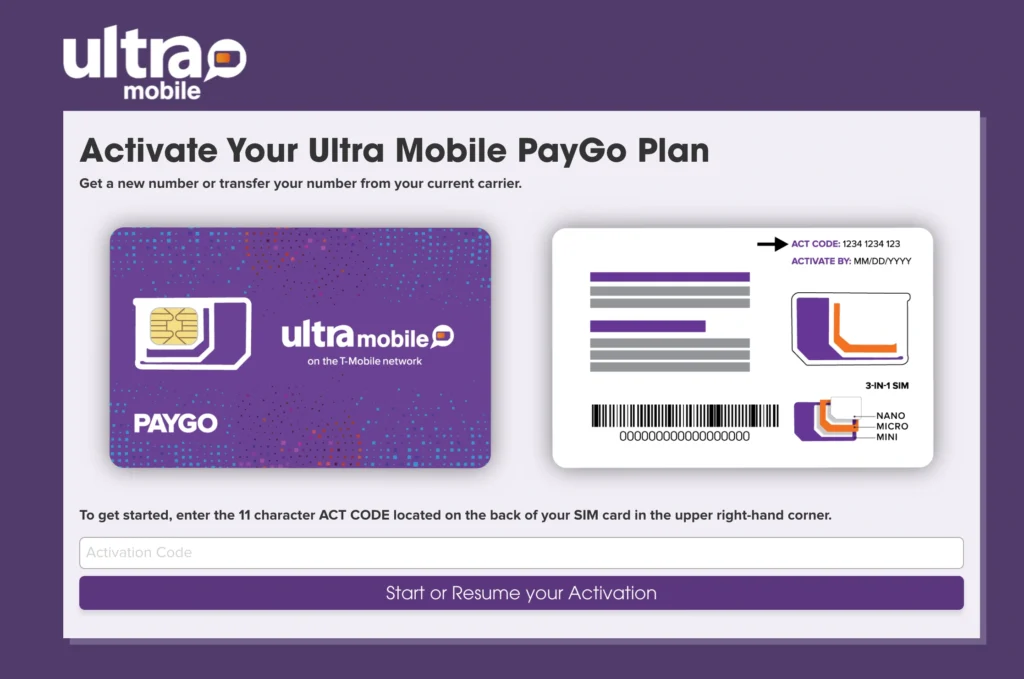 ultra
mobile
Activate Your Ultra Mobile PayGo Plan
Get a new number or transfer your number from your current carrier.
ultra mobile
on the T-Mobile network
PAYGO
ACT CODE: 1234 1234 123
ACTIVATE BY: MM/DD/YYYY
3-IN-1 SIM
NANO
MICRO
MINI
0000000000000000000
To get started, enter the 11 character ACT CODE located on the back of your SIM card in the upper right-hand corner.
Activation Code
Start or Resume your Activation